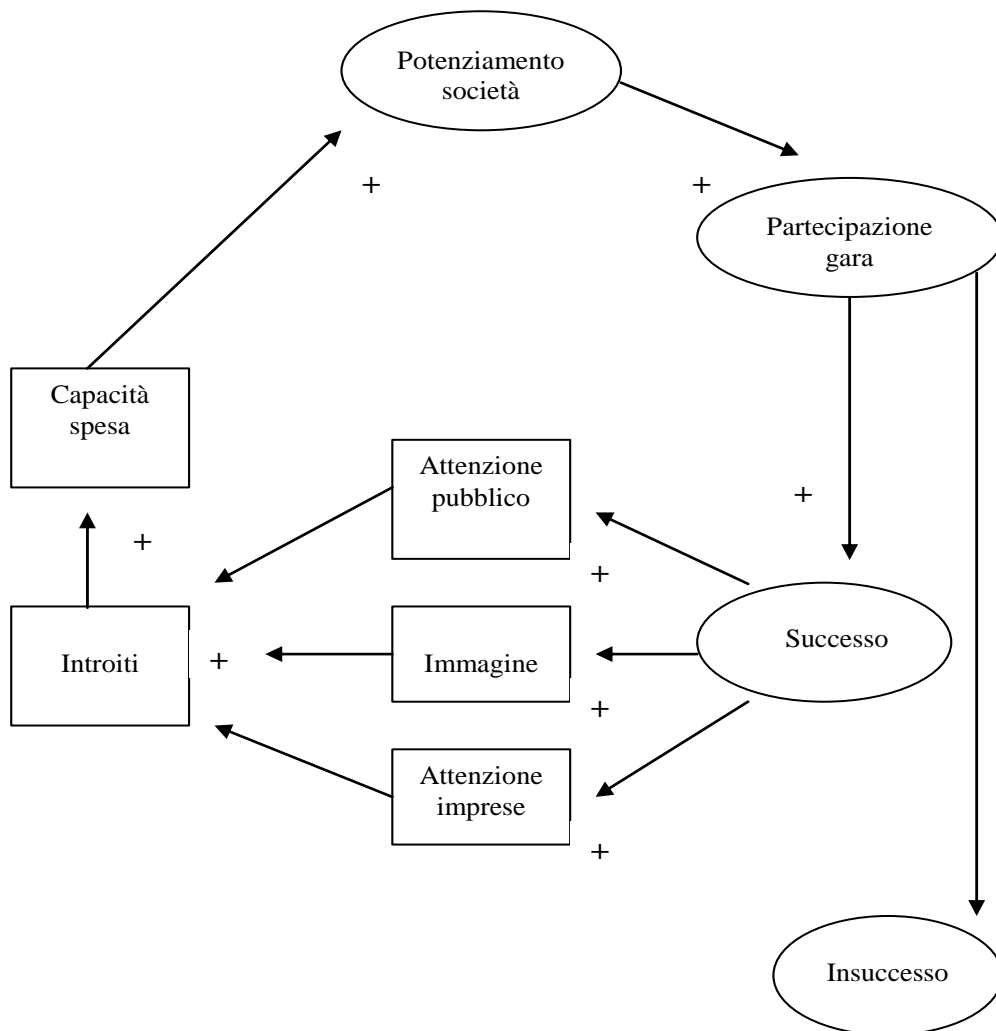 Potenziamento
società
+
+
Partecipazione
gara
Capacità
spesa
Attenzione
pubblico
+
+
+
Successo
Introiti
+
Immagine
+
Attenzione
imprese
+
Insuccesso